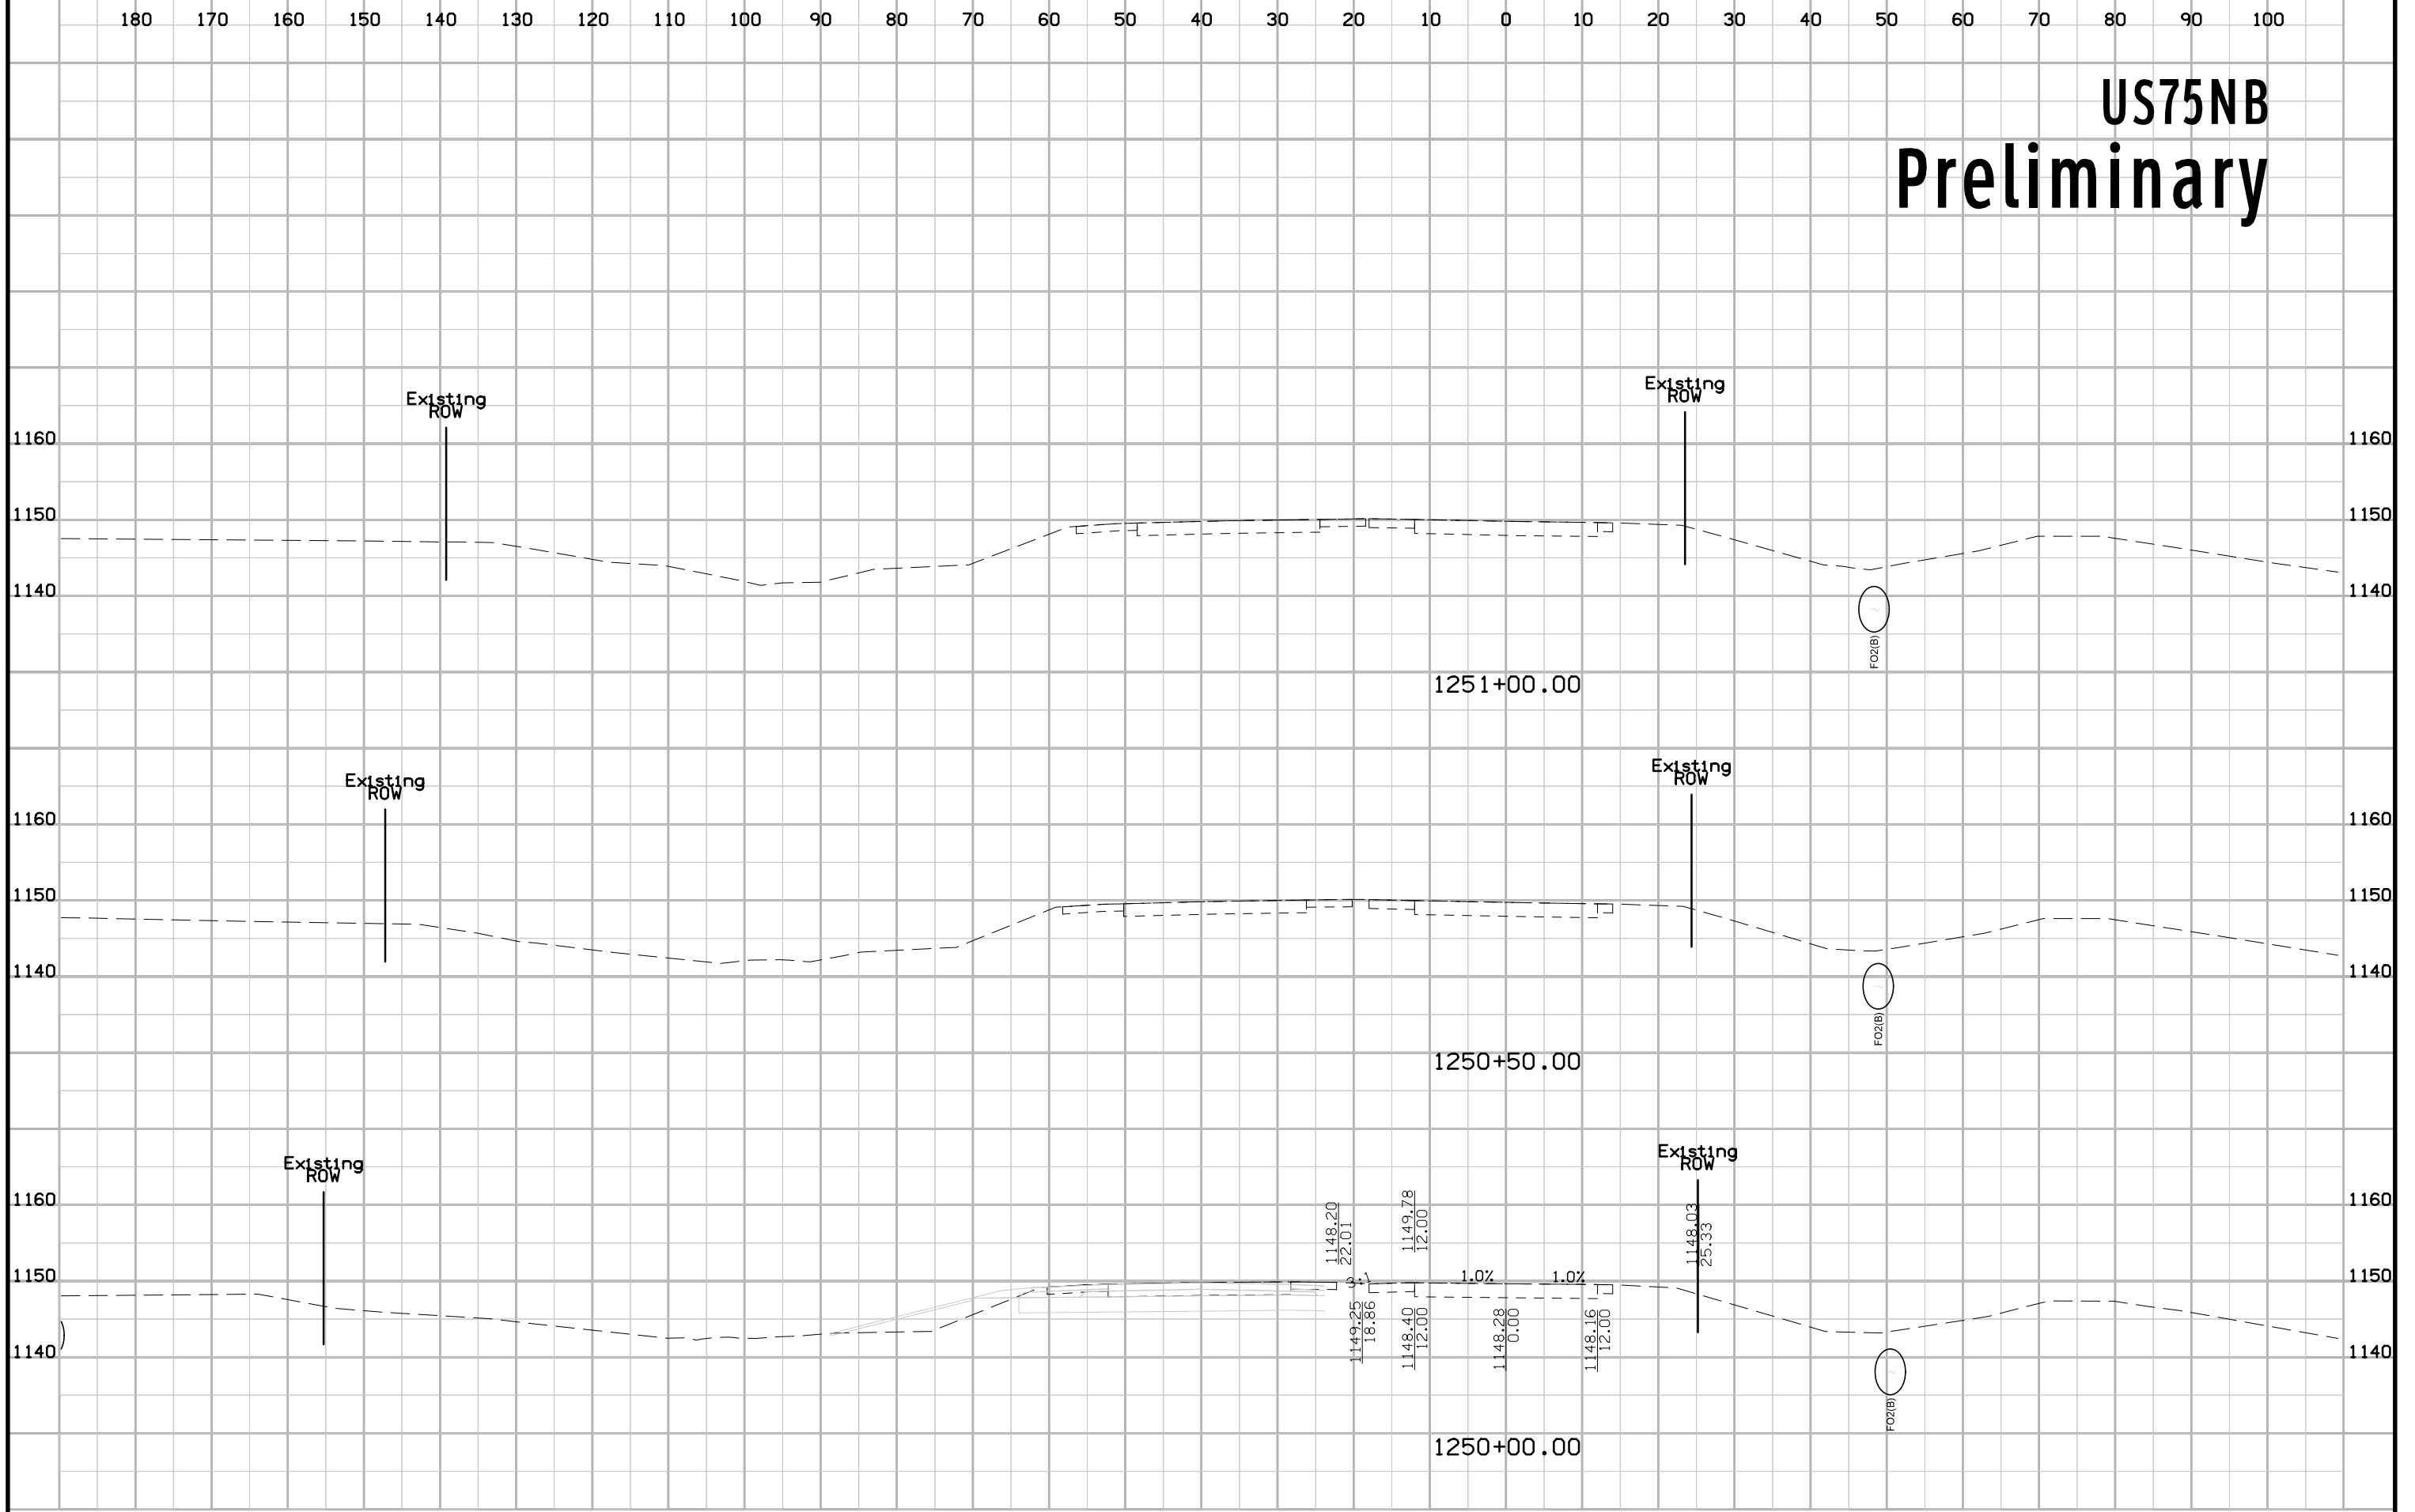 180 170 160 150 140 130 120 110 100 90 80 70 60 50 40 30 20 10 0 10 20 30 40 50 60 70 80 90 100
US75NB
Preliminary
Existing
ROW
Existing
ROW
1160 1160
1150 1150
1140 1140
FO2(B)
1251+00.00
Existing
ROW
Existing
ROW
1160 1160
1150 1150
1140 1140
FO2(B)
1250+50.00
Existing
ROW
Existing
ROW
1160 1160
1148.20
22.01
1149.78
12.00
1148.03
25.33
1150 1150
3:1 1.0% 1.0%
1149.25
18.86
1148.40
12.00
1148.28
0.00
1148.16
12.00
1140 1140
FO2(B)
1250+00.00